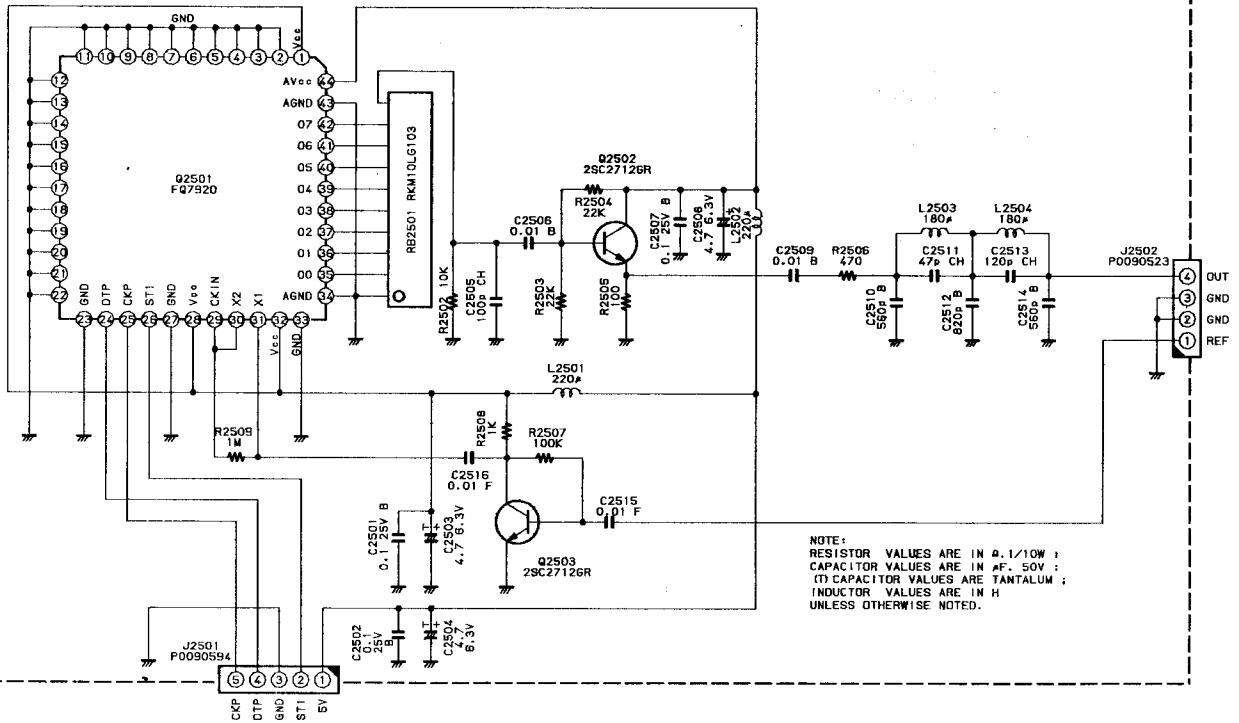 GND
Vcc
11 10 9 8 7 6 5 4 3 2 1
12
13
14
15
16
17
18
19
20
21
22
Q2501
FQ7920
AVcc 44
AGND 43
07 42
06 41
05 40
04 39
03 38
02 37
01 36
00 35
AGND 34
GND DTP CKP ST1 GND Vcc CKIN X2 X1 Vcc GND
23 24 25 26 27 28 29 30 31 32 33
RB2501 RKM10LG103
R2502 10K
C2505
100p CH
C2506
0.01 B
R2503
22K
Q2502
2SC2712GR
R2504
22K
R2505
100
C2507
0.1 25V B
C2508
4.7 6.3V
+
L2502
220µ
C2509
0.01 B
R2506
470
L2503
180µ
L2504
180µ
C2511
47p CH
C2513
120p CH
C2510
560p B
C2512
820p B
C2514
560p B
J2502
P0090523
4 OUT
3 GND
2 GND
1 REF
L2501
220µ
R2509
1M
R2508
1K
R2507
100K
C2516
0.01 F
C2515
0.01 F
C2501
0.1 25V B
T +
C2503
4.7 6.3V
Q2503
2SC2712GR
C2502
0.1
25V
B
T +
C2504
4.7
6.3V
J2501
P0090594
5 4 3 2 1
CKP
DTP
GND
ST1
5V
NOTE:
RESISTOR VALUES ARE IN Ω, 1/10W ;
CAPACITOR VALUES ARE IN µF, 50V ;
(T) CAPACITOR VALUES ARE TANTALUM ;
INDUCTOR VALUES ARE IN H
UNLESS OTHERWISE NOTED.